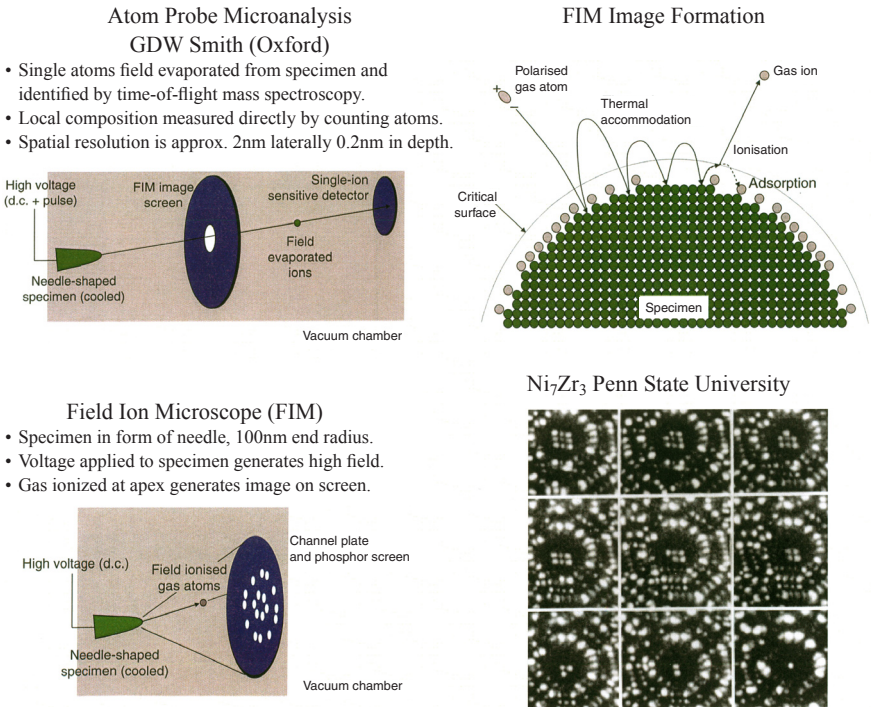 Atom Probe Microanalysis
GDW Smith (Oxford)
• Single atoms field evaporated from specimen and
identified by time-of-flight mass spectroscopy.
• Local composition measured directly by counting atoms.
• Spatial resolution is approx. 2nm laterally 0.2nm in depth.
High voltage
(d.c. + pulse)
FIM image
screen
Single-ion
sensitive detector
Field
evaporated
ions
Needle-shaped
specimen (cooled)
Vacuum chamber
FIM Image Formation
Polarised
gas atom
+
−
Gas ion
Thermal
accommodation
Ionisation
Adsorption
Critical
surface
Specimen
Field Ion Microscope (FIM)
• Specimen in form of needle, 100nm end radius.
• Voltage applied to specimen generates high field.
• Gas ionized at apex generates image on screen.
Channel plate
and phosphor screen
High voltage (d.c.)
Field ionised
gas atoms
Needle-shaped
specimen (cooled)
Vacuum chamber
Ni₇Zr₃ Penn State University